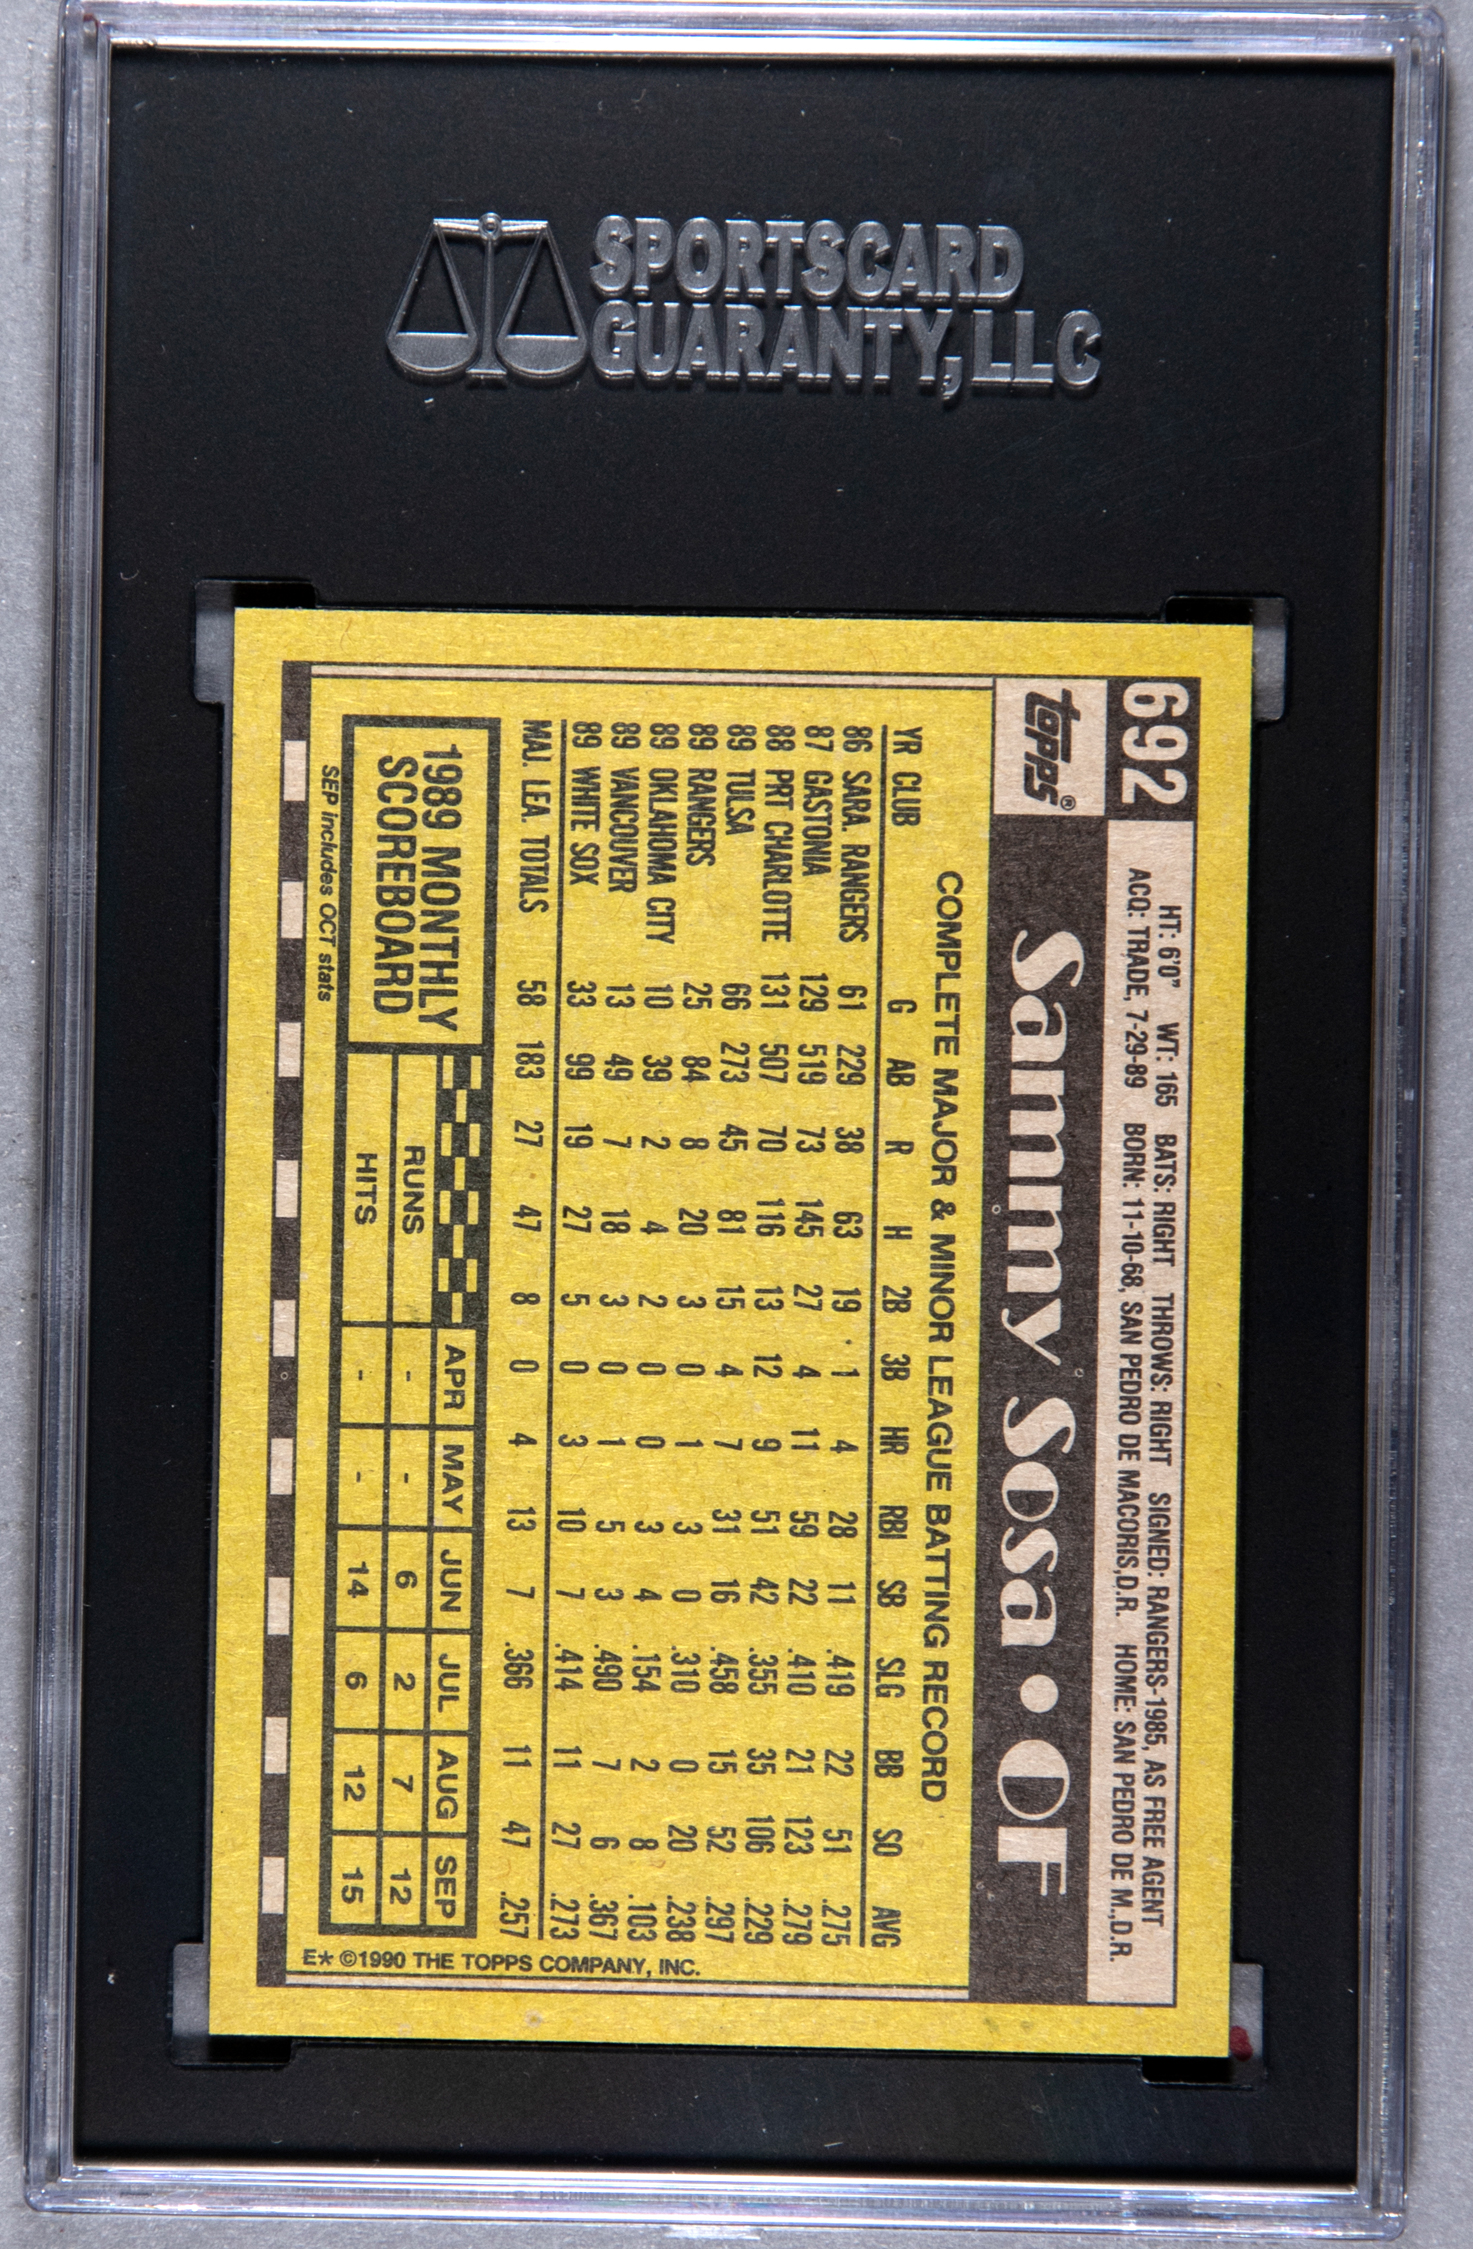 SPORTSCARD
GUARANTY, LLC
692
HT: 6'0" WT: 165 BATS: RIGHT THROWS: RIGHT SIGNED: RANGERS-1985, AS FREE AGENT
ACQ: TRADE, 7-29-89 BORN: 11-10-68, SAN PEDRO DE MACORIS,D.R. HOME: SAN PEDRO DE M.,D.R.
topps® Sammy Sosa • OF
COMPLETE MAJOR & MINOR LEAGUE BATTING RECORD
YR CLUB G AB R H 2B 3B HR RBI SB SLG BB SO AVG
86 SARA. RANGERS 61 229 38 63 19 1 4 28 11 .419 22 51 .275
87 GASTONIA 129 519 73 145 27 4 11 59 22 .410 21 123 .279
88 PRT CHARLOTTE 131 507 70 116 13 12 9 51 42 .355 35 106 .229
89 TULSA 66 273 45 81 15 4 7 31 16 .458 15 52 .297
89 RANGERS 25 84 8 20 3 0 1 3 0 .310 0 20 .238
89 OKLAHOMA CITY 10 39 2 4 2 0 0 3 4 .154 2 8 .103
89 VANCOUVER 13 49 7 18 3 0 1 5 3 .490 7 6 .367
89 WHITE SOX 33 99 19 27 5 0 3 10 7 .414 11 27 .273
MAJ. LEA. TOTALS 58 183 27 47 8 0 4 13 7 .366 11 47 .257
1989 MONTHLY
SCOREBOARD
APR MAY JUN JUL AUG SEP
RUNS - - 6 2 7 12
HITS - - 14 6 12 15
SEP includes OCT stats
E* ©1990 THE TOPPS COMPANY, INC.